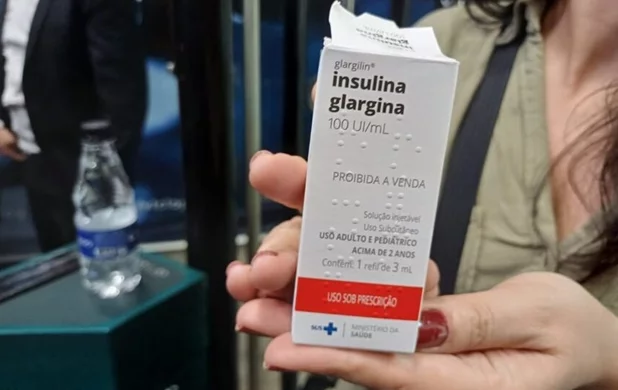 glargilin®
insulina
glargina
100 UI/mL
PROIBIDA A VENDA
Solução injetável
Uso Subcutâneo
USO ADULTO E PEDIÁTRICO
ACIMA DE 2 ANOS
Contém: 1 refil de 3 mL
USO SOB PRESCRIÇÃO
SUS
MINISTÉRIO DA
SAÚDE